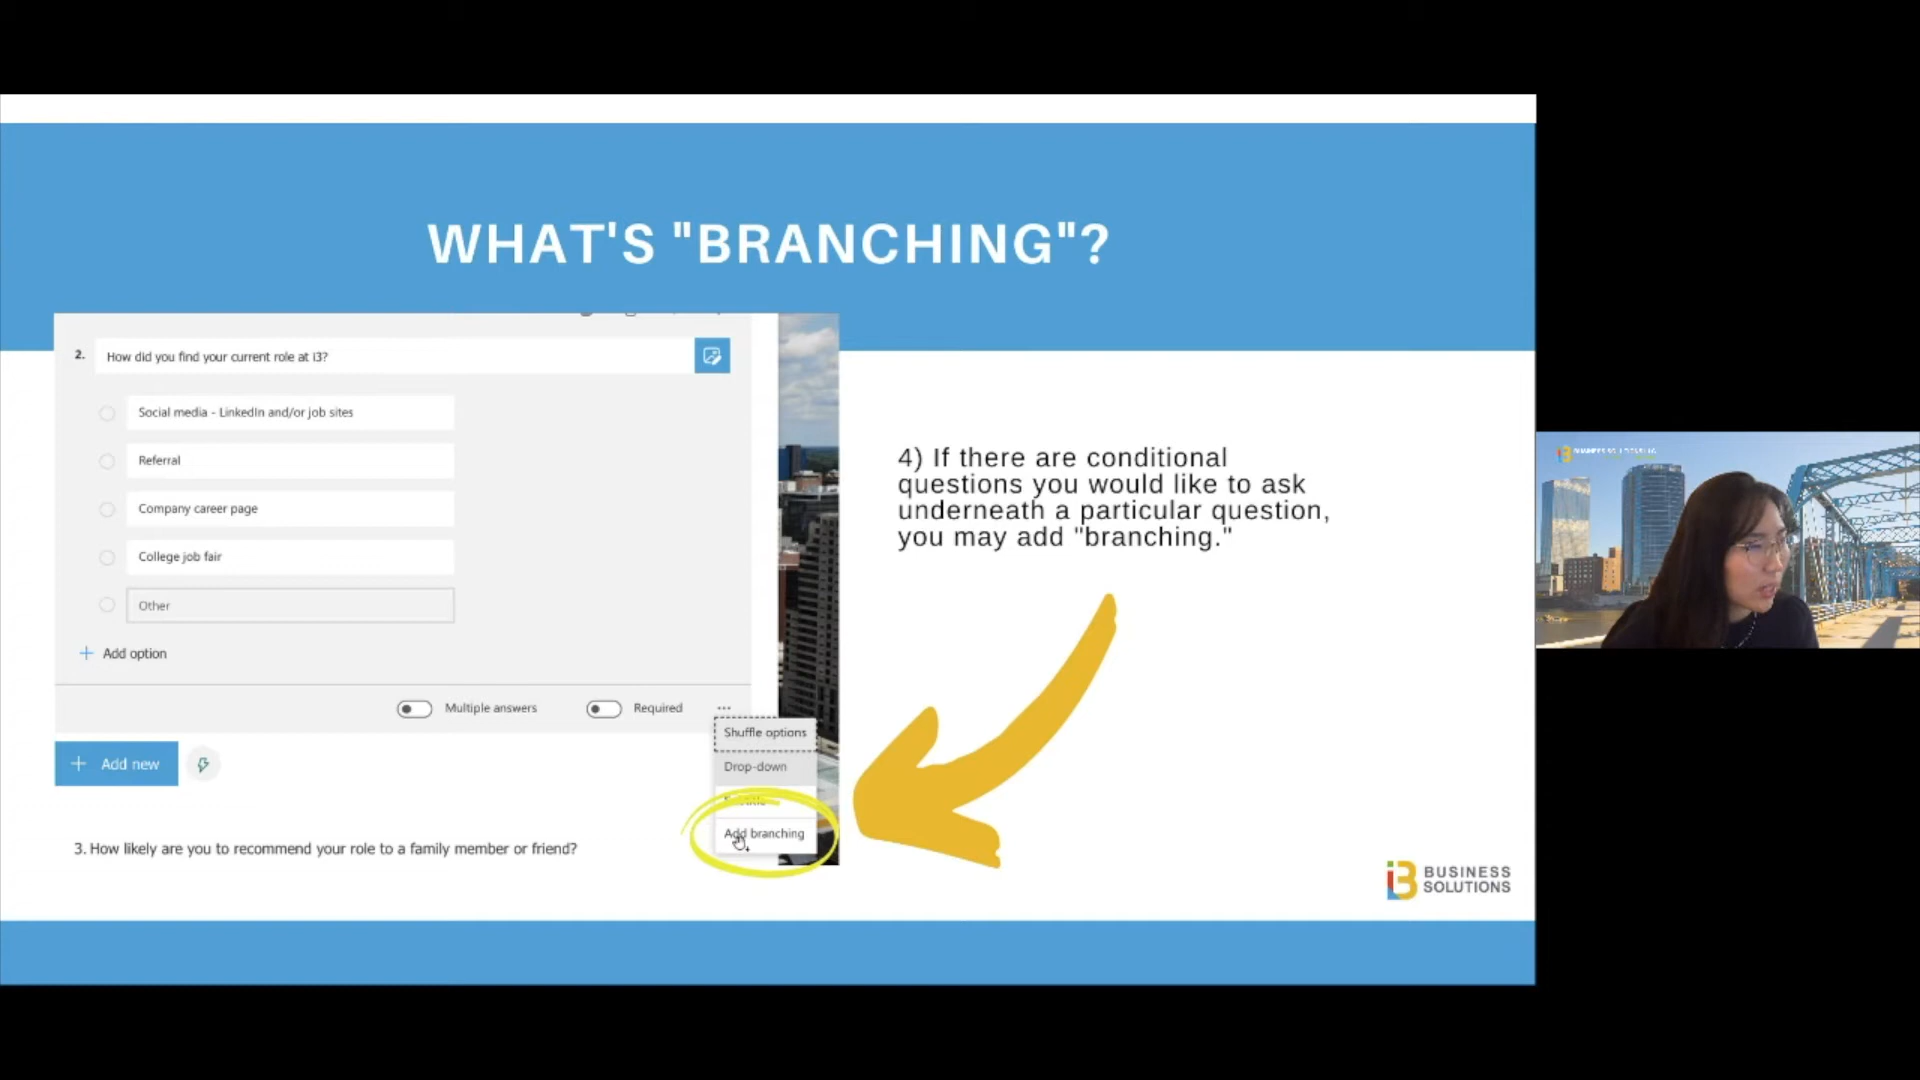 WHAT'S "BRANCHING"?
2. How did you find your current role at i3?
Social media - LinkedIn and/or job sites
Referral
Company career page
College job fair
Other
+ Add option
Multiple answers
Required
...
Shuffle options
Drop-down
Add branching
+ Add new
3. How likely are you to recommend your role to a family member or friend?
4) If there are conditional
questions you would like to ask
underneath a particular question,
you may add "branching."
i3 BUSINESS
SOLUTIONS